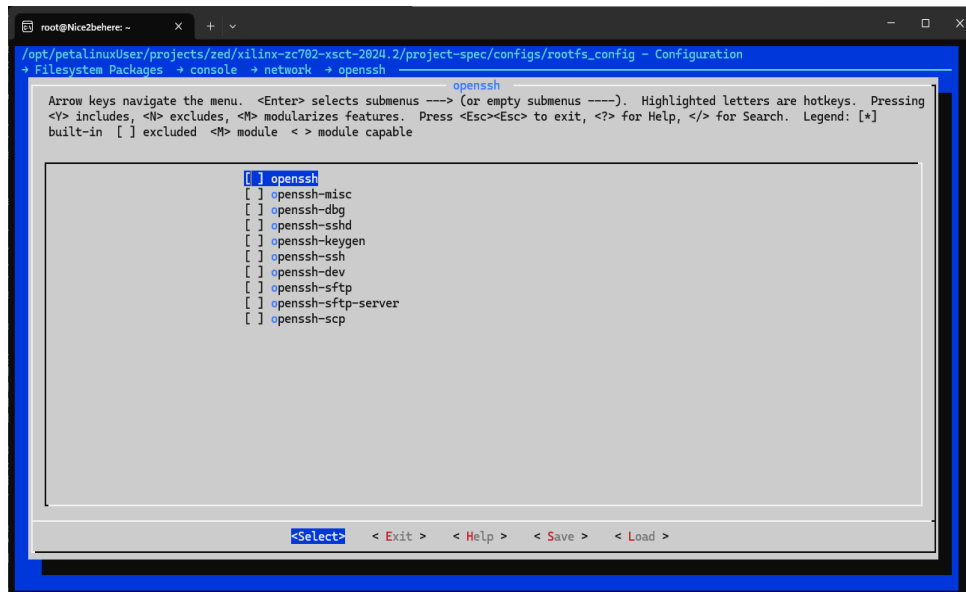 root@Nice2behere: ~
/opt/petalinuxUser/projects/zed/xilinx-zc702-xsct-2024.2/project-spec/configs/rootfs_config - Configuration
→ Filesystem Packages → console → network → openssh
openssh
Arrow keys navigate the menu. <Enter> selects submenus ---> (or empty submenus ----). Highlighted letters are hotkeys. Pressing
<Y> includes, <N> excludes, <M> modularizes features. Press <Esc><Esc> to exit, <?> for Help, </> for Search. Legend: [*]
built-in [ ] excluded <M> module < > module capable
[ ] openssh
[ ] openssh-misc
[ ] openssh-dbg
[ ] openssh-sshd
[ ] openssh-keygen
[ ] openssh-ssh
[ ] openssh-dev
[ ] openssh-sftp
[ ] openssh-sftp-server
[ ] openssh-scp
<Select> < Exit > < Help > < Save > < Load >